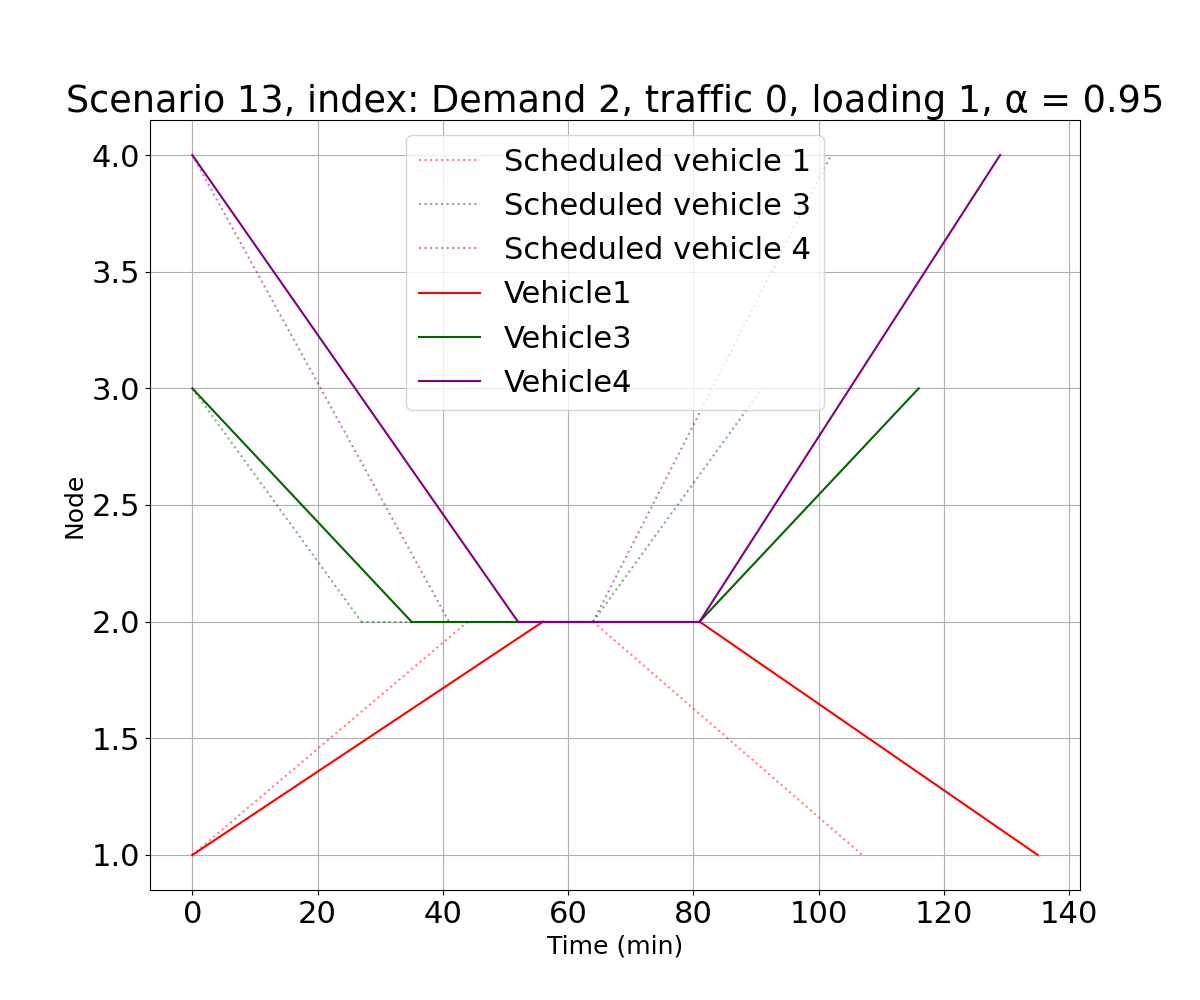 Scenario 13, index: Demand 2, traffic 0, loading 1, α = 0.95
Scheduled vehicle 1
Scheduled vehicle 3
Scheduled vehicle 4
Vehicle1
Vehicle3
Vehicle4
4.0
3.5
3.0
2.5
2.0
1.5
1.0
Node
0 20 40 60 80 100 120 140
Time (min)